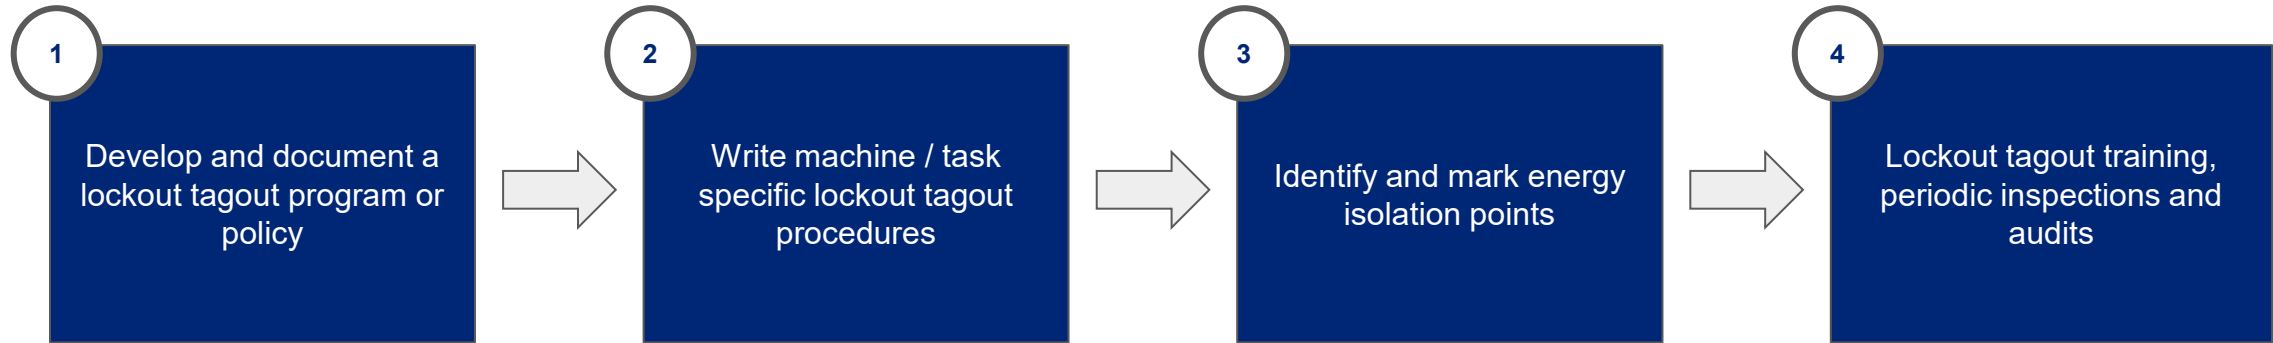 1
Develop and document a
lockout tagout program or
policy
2
Write machine / task
specific lockout tagout
procedures
3
Identify and mark energy
isolation points
4
Lockout tagout training,
periodic inspections and
audits